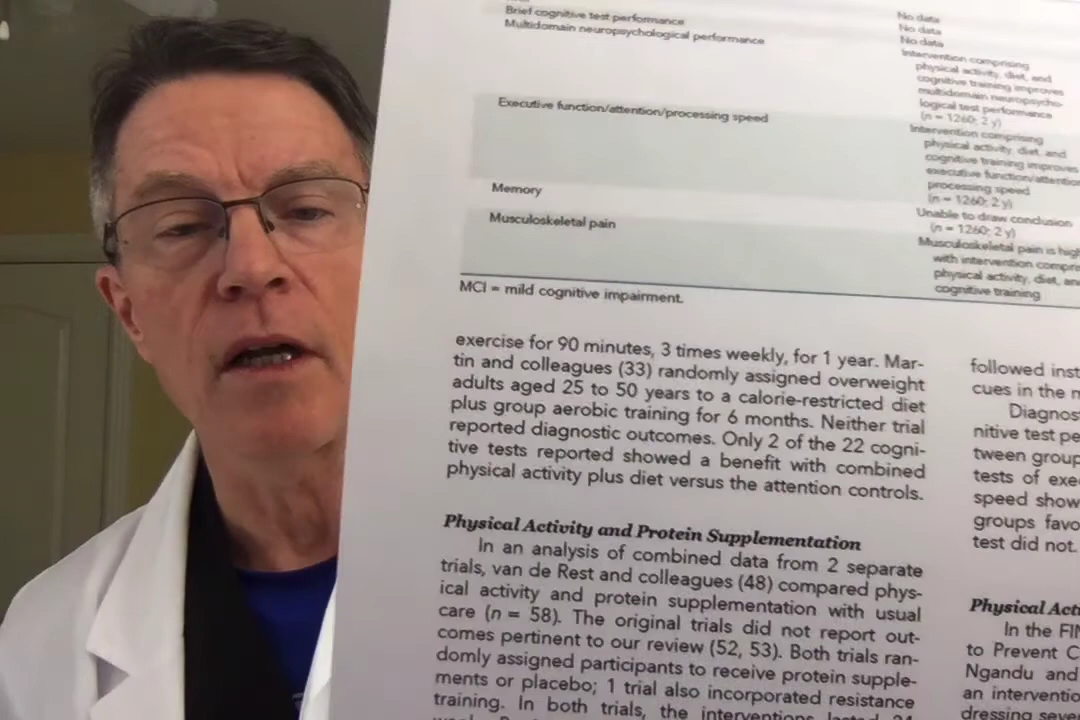 Brief cognitive test performance
Multidomain neuropsychological performance
No data
No data
No data
Intervention comprising
physical activity, diet, and
cognitive training improves
multidomain neuropsycho-
logical test performance
(n = 1260; 2 y)
Executive function/attention/processing speed
Intervention comprising
physical activity, diet, and
cognitive training improves
executive function/attention
processing speed
(n = 1260; 2 y)
Memory
Unable to draw conclusion
(n = 1260; 2 y)
Musculoskeletal pain
Musculoskeletal pain is high
with intervention compris
physical activity, diet, an
cognitive training
MCI = mild cognitive impairment.
exercise for 90 minutes, 3 times weekly, for 1 year. Mar-
tin and colleagues (33) randomly assigned overweight
adults aged 25 to 50 years to a calorie-restricted diet
plus group aerobic training for 6 months. Neither trial
reported diagnostic outcomes. Only 2 of the 22 cogni-
tive tests reported showed a benefit with combined
physical activity plus diet versus the attention controls.
Physical Activity and Protein Supplementation
In an analysis of combined data from 2 separate
trials, van de Rest and colleagues (48) compared phys-
ical activity and protein supplementation with usual
care (n = 58). The original trials did not report out-
comes pertinent to our review (52, 53). Both trials ran-
domly assigned participants to receive protein supple-
ments or placebo; 1 trial also incorporated resistance
training. In both trials, the interventions lasted 24
followed inst
cues in the
Diagnos
nitive test pe
tween group
tests of exe
speed show
groups favo
test did not.
Physical Act
In the FIN
to Prevent C
Ngandu and
an interventio
dressing seve